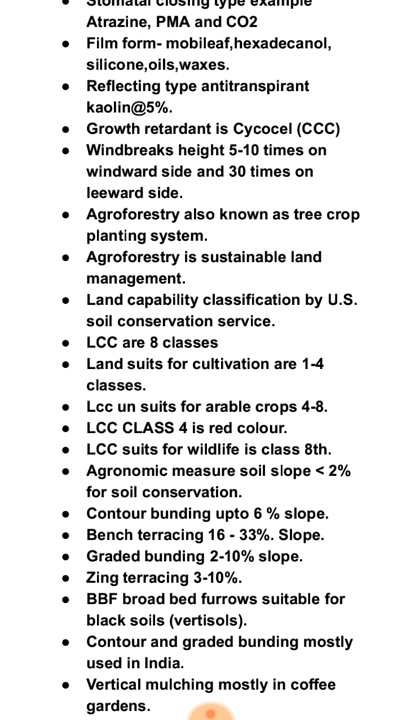 Stomatal closing type example
Atrazine, PMA and CO2
● Film form- mobileaf,hexadecanol,
silicone,oils,waxes.
● Reflecting type antitranspirant
kaolin@5%.
● Growth retardant is Cycocel (CCC)
● Windbreaks height 5-10 times on
windward side and 30 times on
leeward side.
● Agroforestry also known as tree crop
planting system.
● Agroforestry is sustainable land
management.
● Land capability classification by U.S.
soil conservation service.
● LCC are 8 classes
● Land suits for cultivation are 1-4
classes.
● Lcc un suits for arable crops 4-8.
● LCC CLASS 4 is red colour.
● LCC suits for wildlife is class 8th.
● Agronomic measure soil slope < 2%
for soil conservation.
● Contour bunding upto 6 % slope.
● Bench terracing 16 - 33%. Slope.
● Graded bunding 2-10% slope.
● Zing terracing 3-10%.
● BBF broad bed furrows suitable for
black soils (vertisols).
● Contour and graded bunding mostly
used in India.
● Vertical mulching mostly in coffee
gardens.